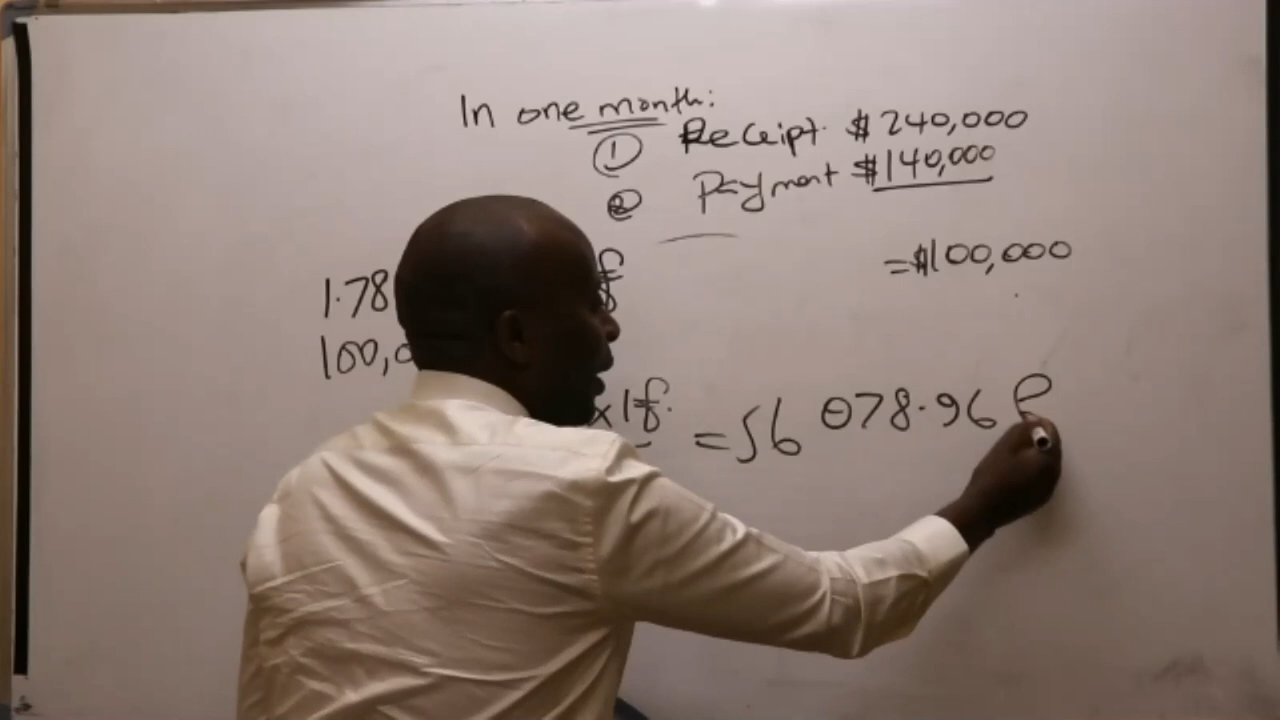 In one month:
① Receipt $240,000
② Payment $140,000
=$100,000
1.78 £
100,0
x 1£ =56 078.96